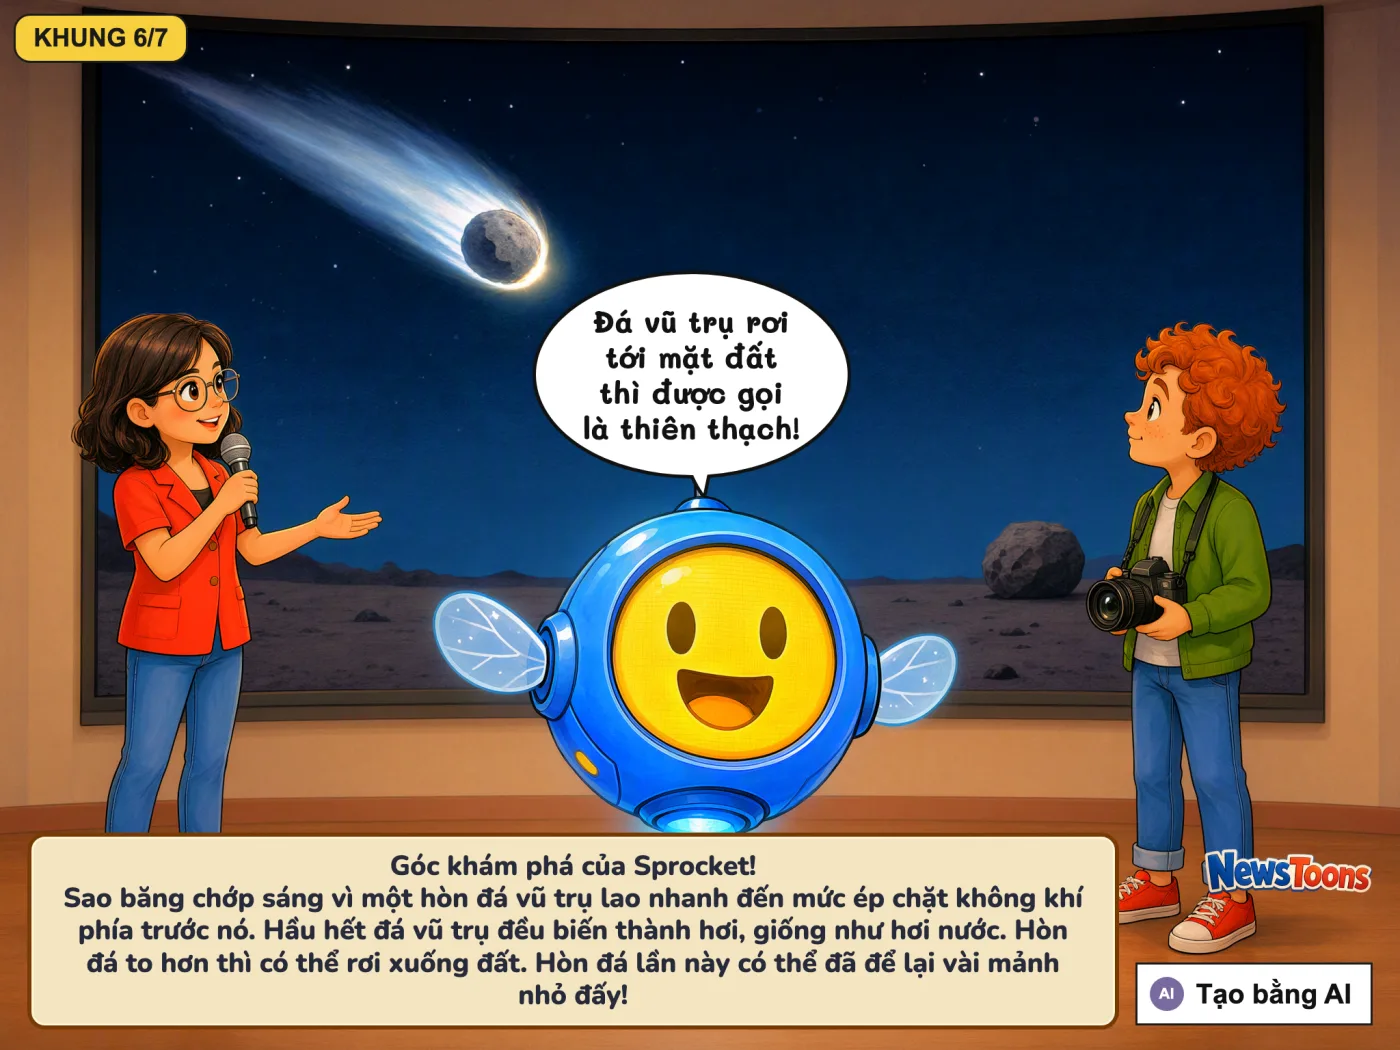 KHUNG 6/7
Đá vũ trụ rơi
tới mặt đất
thì được gọi
là thiên thạch!
Góc khám phá của Sprocket!
Sao băng chớp sáng vì một hòn đá vũ trụ lao nhanh đến mức ép chặt không khí
phía trước nó. Hầu hết đá vũ trụ đều biến thành hơi, giống như hơi nước. Hòn
đá to hơn thì có thể rơi xuống đất. Hòn đá lần này có thể đã để lại vài mảnh
nhỏ đấy!
NewsToons
AI Tạo bằng AI